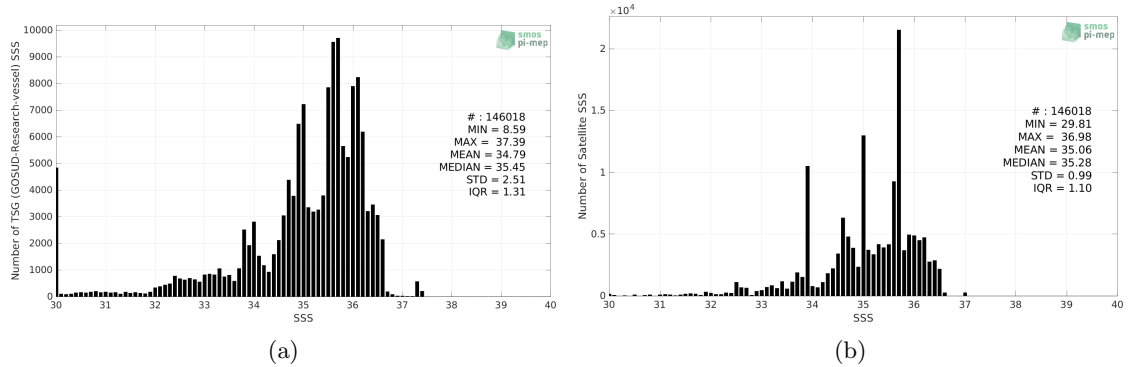 Number of TSG (GOSUD-Research-vessel) SSS
10000
9000
8000
7000
6000
5000
4000
3000
2000
1000
0
smos
pi-mep
# : 146018
MIN = 8.59
MAX = 37.39
MEAN = 34.79
MEDIAN = 35.45
STD = 2.51
IQR = 1.31
30 31 32 33 34 35 36 37 38 39 40
SSS
(a)
×10⁴
Number of Satellite SSS
2
1.5
1
0.5
0
smos
pi-mep
# : 146018
MIN = 29.81
MAX = 36.98
MEAN = 35.06
MEDIAN = 35.28
STD = 0.99
IQR = 1.10
30 31 32 33 34 35 36 37 38 39 40
SSS
(b)